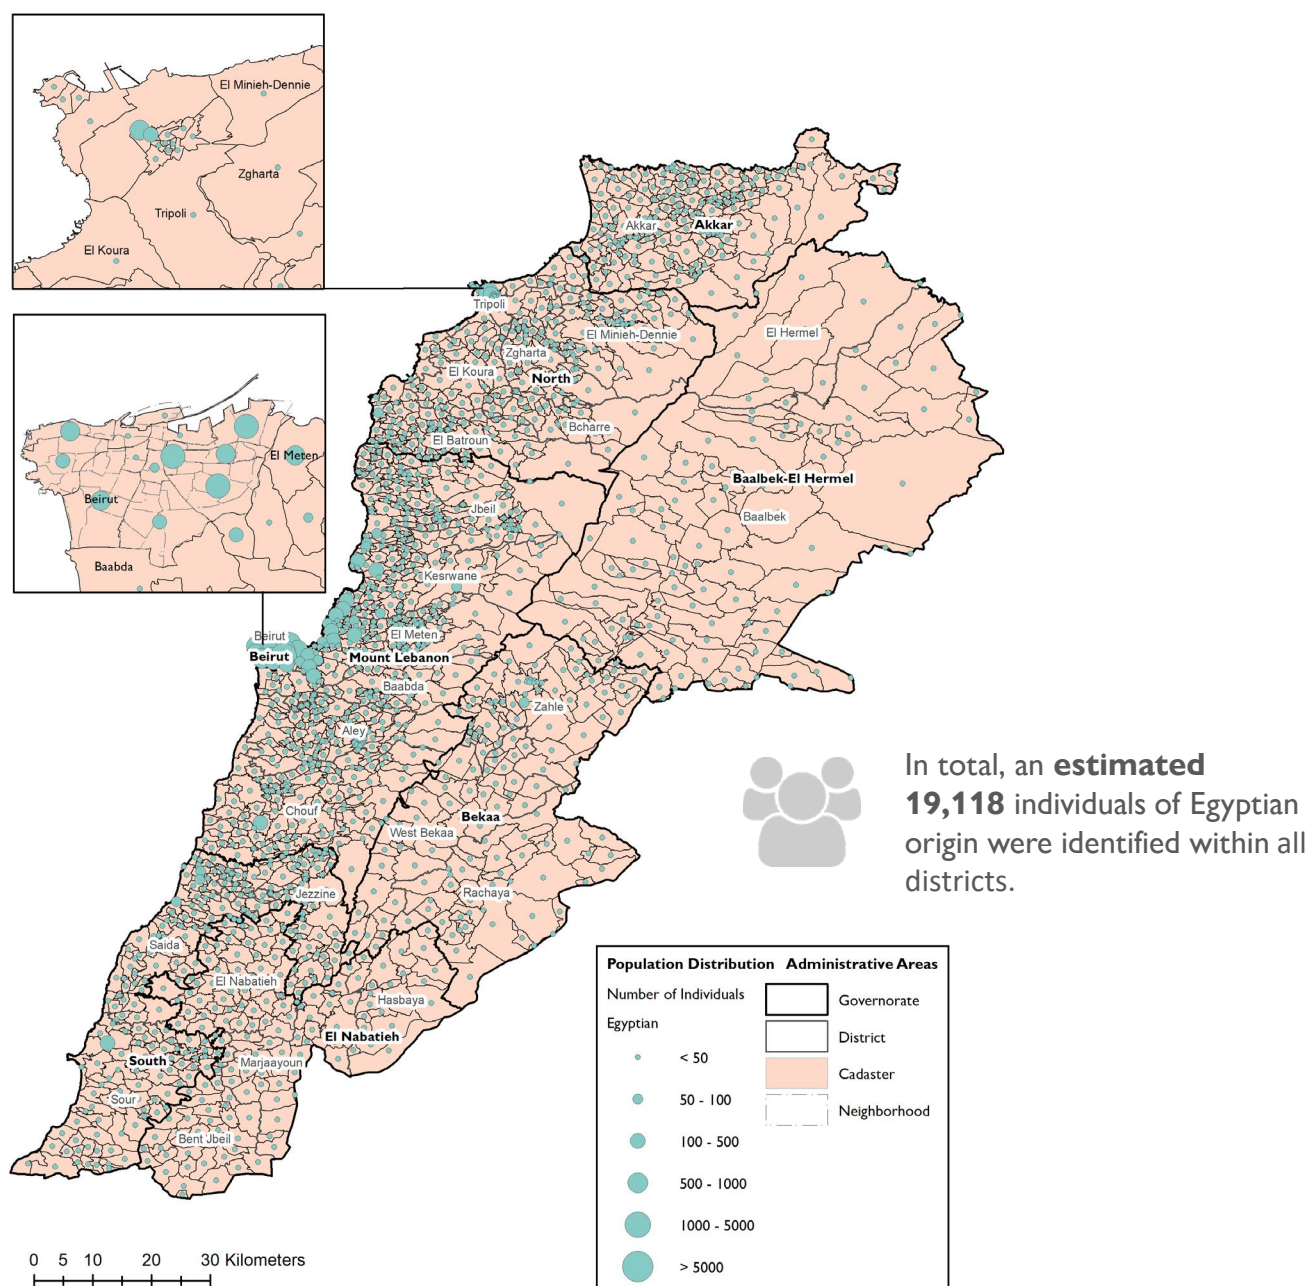 El Minieh-Dennie
Zgharta
Tripoli
El Koura
El Meten
Beirut
Baabda
Akkar
Akkar
Tripoli
El Minieh-Dennie
El Hermel
Zgharta
El Koura
North
Bcharre
El Batroun
Baalbek-El Hermel
Jbeil
Baalbek
Kesrwane
Beirut
El Meten
Beirut
Mount Lebanon
Baabda
Zahle
Aley
Chouf
Bekaa
West Bekaa
Rachaya
Jezzine
Saida
El Nabatieh
Hasbaya
El Nabatieh
South
Marjaayoun
Sour
Bent Jbeil
In total, an estimated
19,118 individuals of Egyptian
origin were identified within all
districts.
Population Distribution
Number of Individuals
Egyptian
< 50
50 - 100
100 - 500
500 - 1000
1000 - 5000
> 5000
Administrative Areas
Governorate
District
Cadaster
Neighborhood
0 5 10 20 30 Kilometers